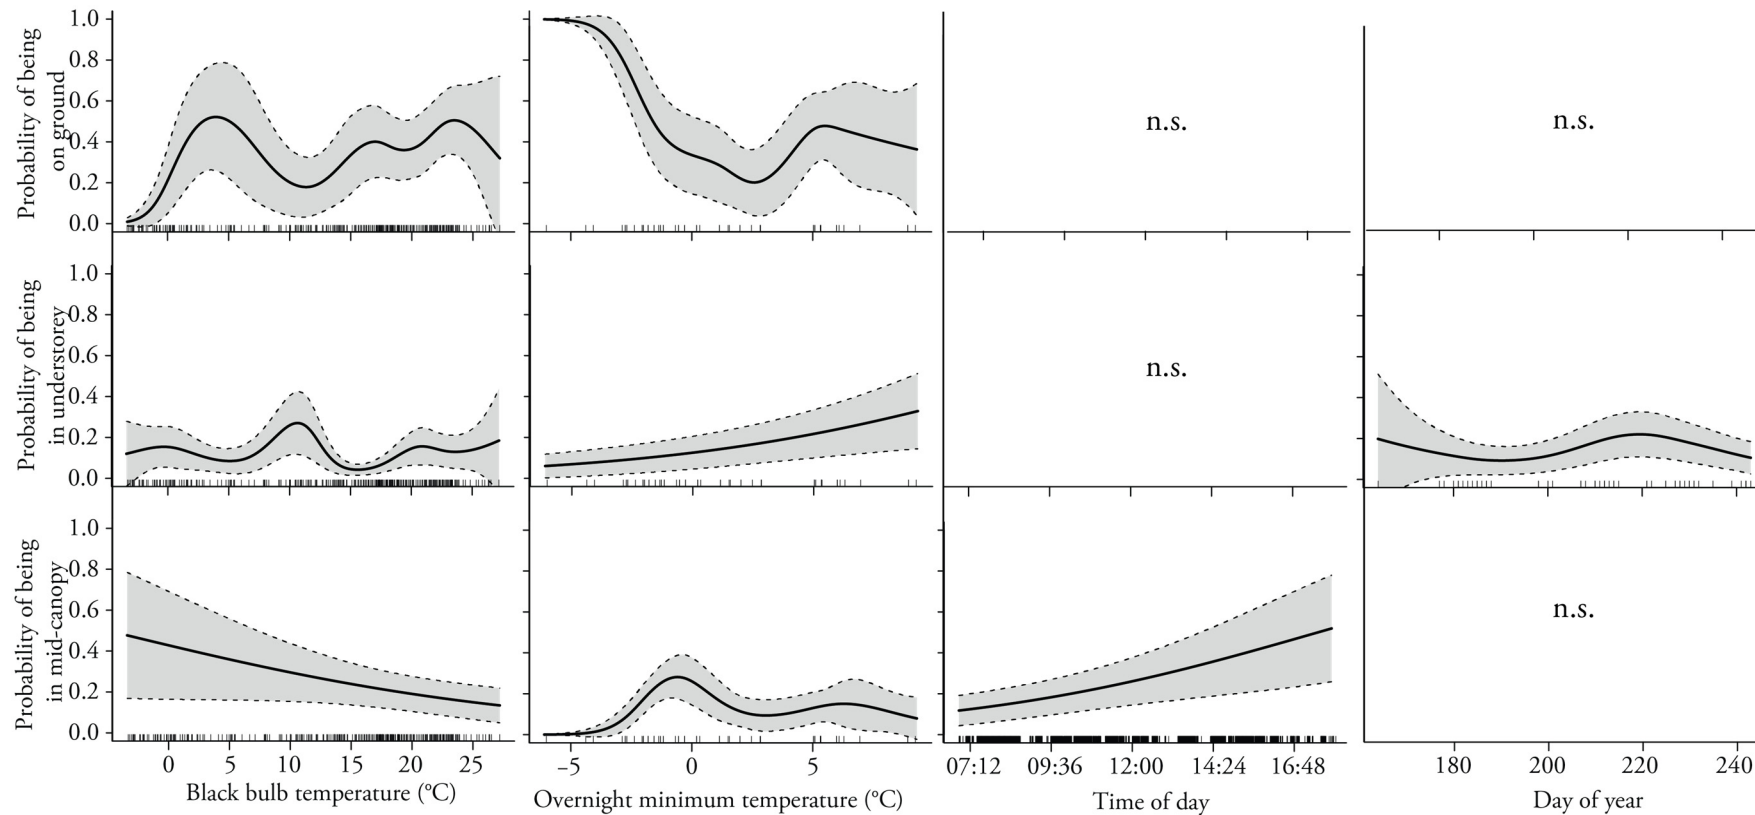 Probability of being
on ground
1.0
0.8
0.6
0.4
0.2
0.0
n.s.
n.s.
Probability of being
in understorey
1.0
0.8
0.6
0.4
0.2
0.0
n.s.
Probability of being
in mid-canopy
1.0
0.8
0.6
0.4
0.2
0.0
n.s.
0 5 10 15 20 25
Black bulb temperature (°C)
−5 0 5
Overnight minimum temperature (°C)
07:12 09:36 12:00 14:24 16:48
Time of day
180 200 220 240
Day of year